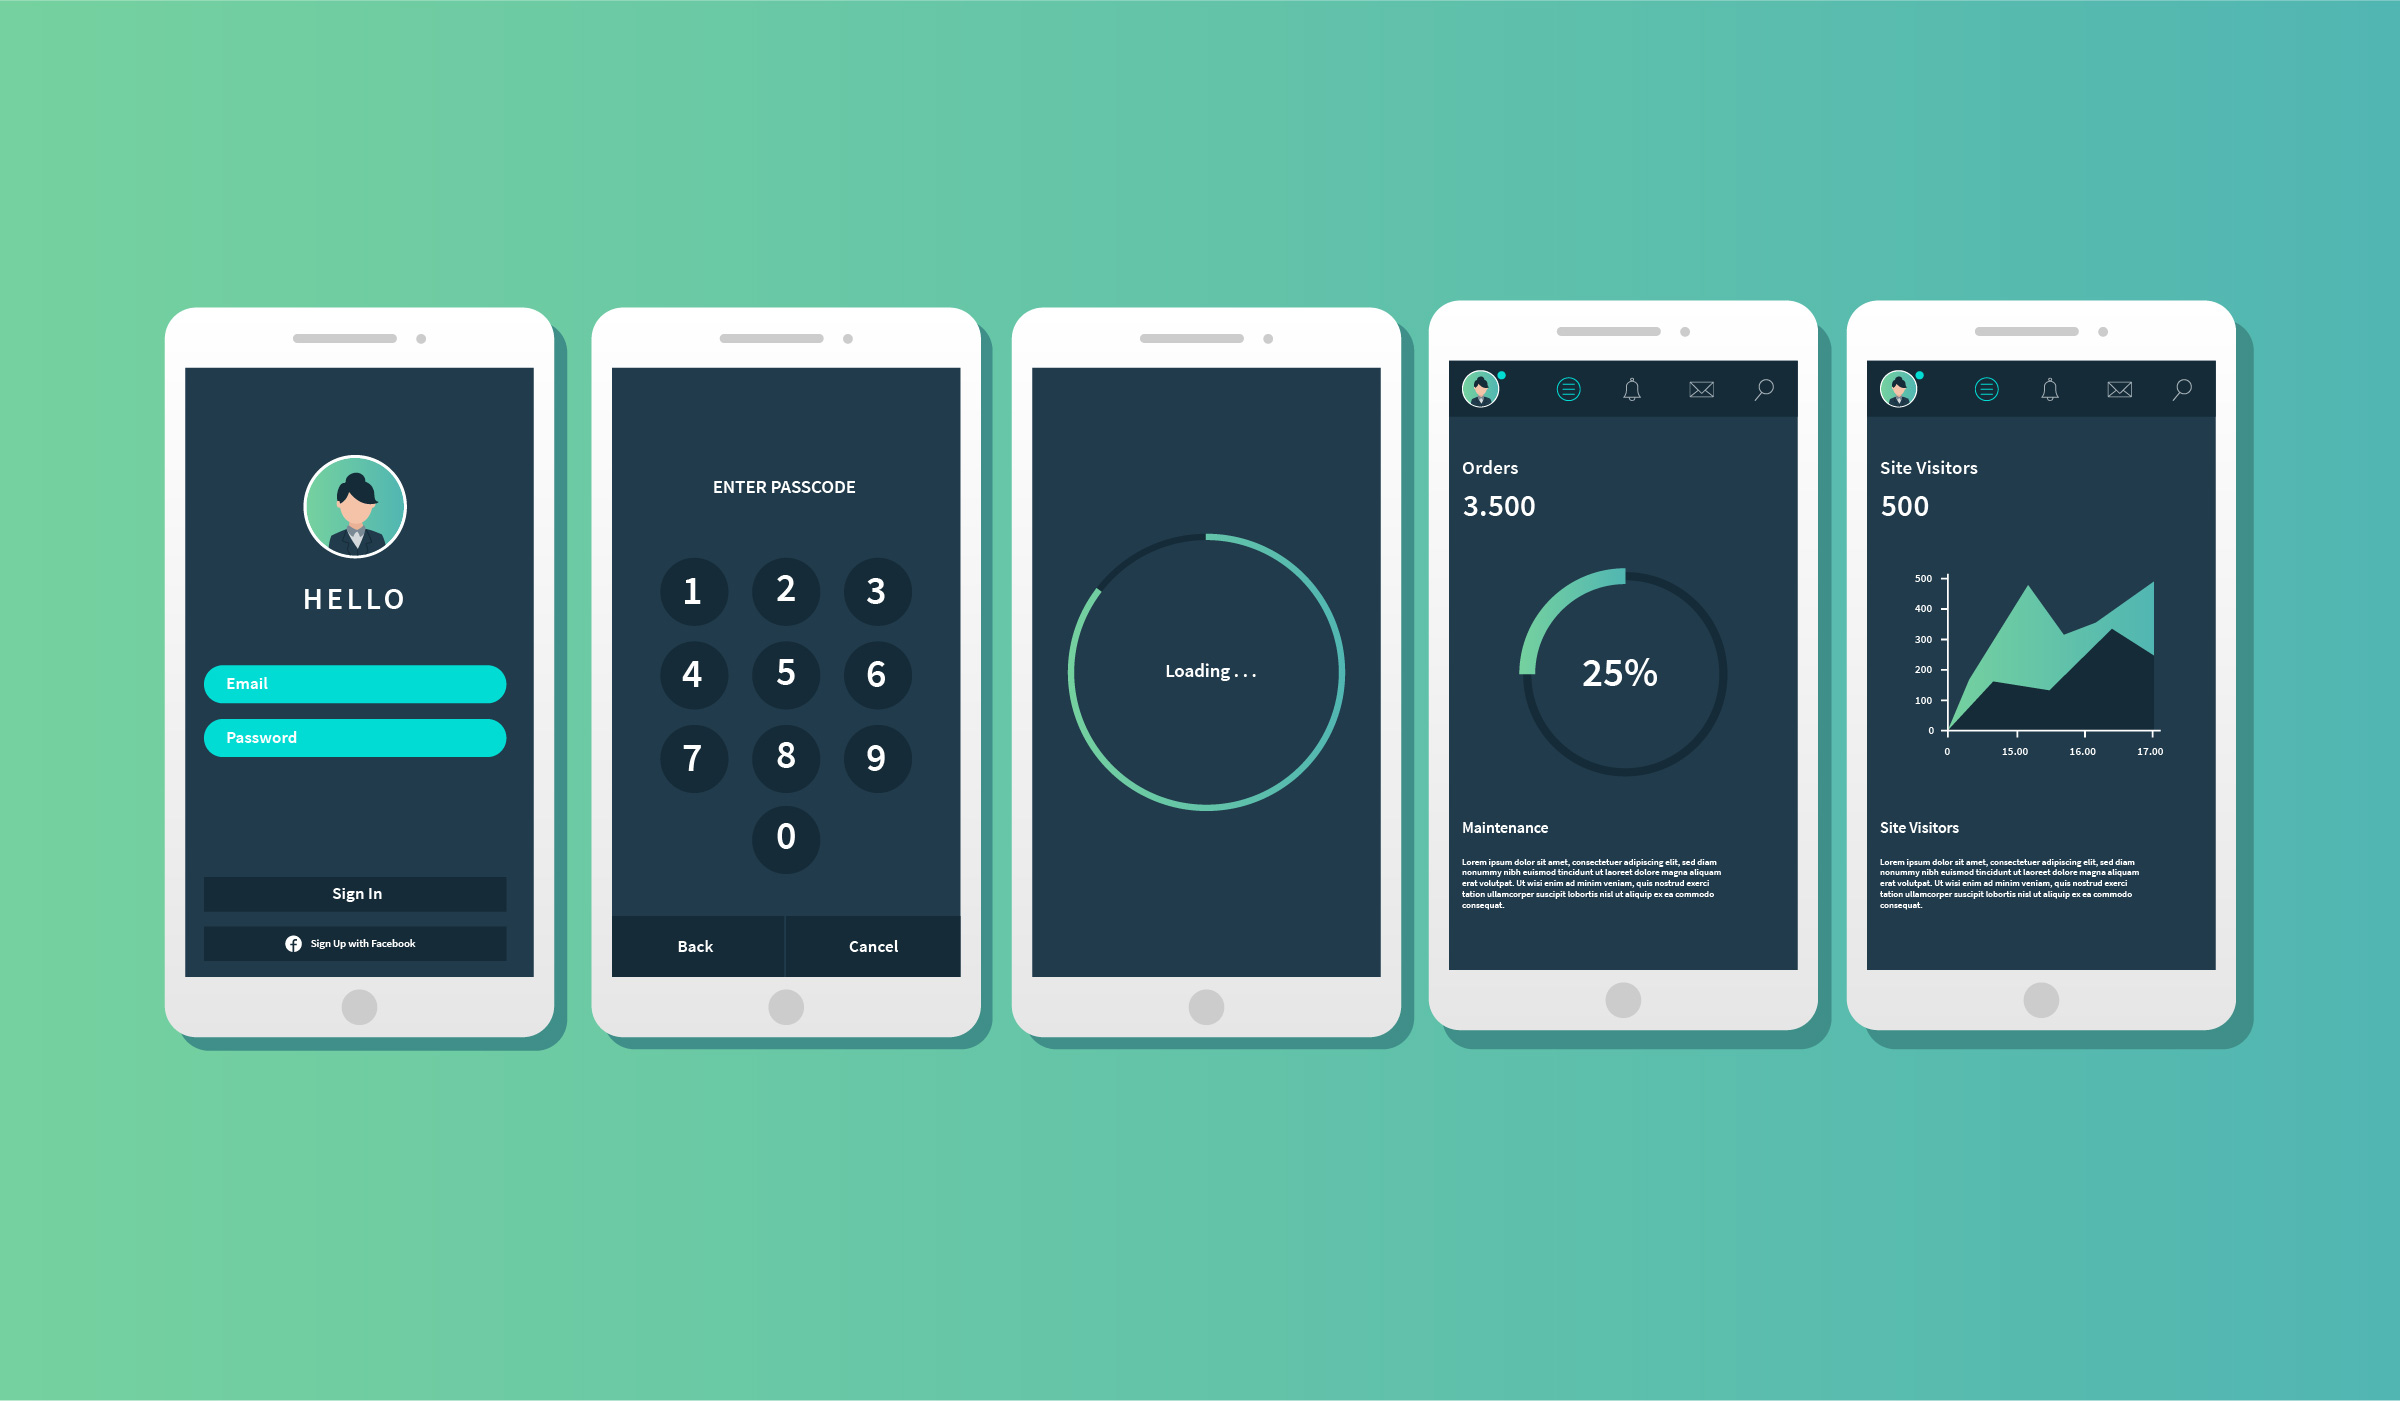 HELLO
Email
Password
Sign In
Sign Up with Facebook
ENTER PASSCODE
1 2 3
4 5 6
7 8 9
0
Back Cancel
Loading . . .
Orders
3.500
25%
Maintenance
Lorem ipsum dolor sit amet, consectetuer adipiscing elit, sed diam
nonummy nibh euismod tincidunt ut laoreet dolore magna aliquam
erat volutpat. Ut wisi enim ad minim veniam, quis nostrud exerci
tation ullamcorper suscipit lobortis nisl ut aliquip ex ea commodo
consequat.
Site Visitors
500
500
400
300
200
100
0
0 15.00 16.00 17.00
Site Visitors
Lorem ipsum dolor sit amet, consectetuer adipiscing elit, sed diam
nonummy nibh euismod tincidunt ut laoreet dolore magna aliquam
erat volutpat. Ut wisi enim ad minim veniam, quis nostrud exerci
tation ullamcorper suscipit lobortis nisl ut aliquip ex ea commodo
consequat.